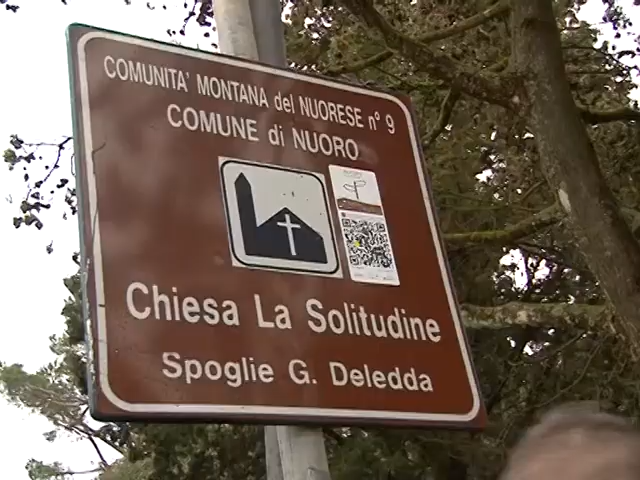 COMUNITA' MONTANA del NUORESE n° 9
COMUNE di NUORO
Chiesa La Solitudine
Spoglie G. Deledda